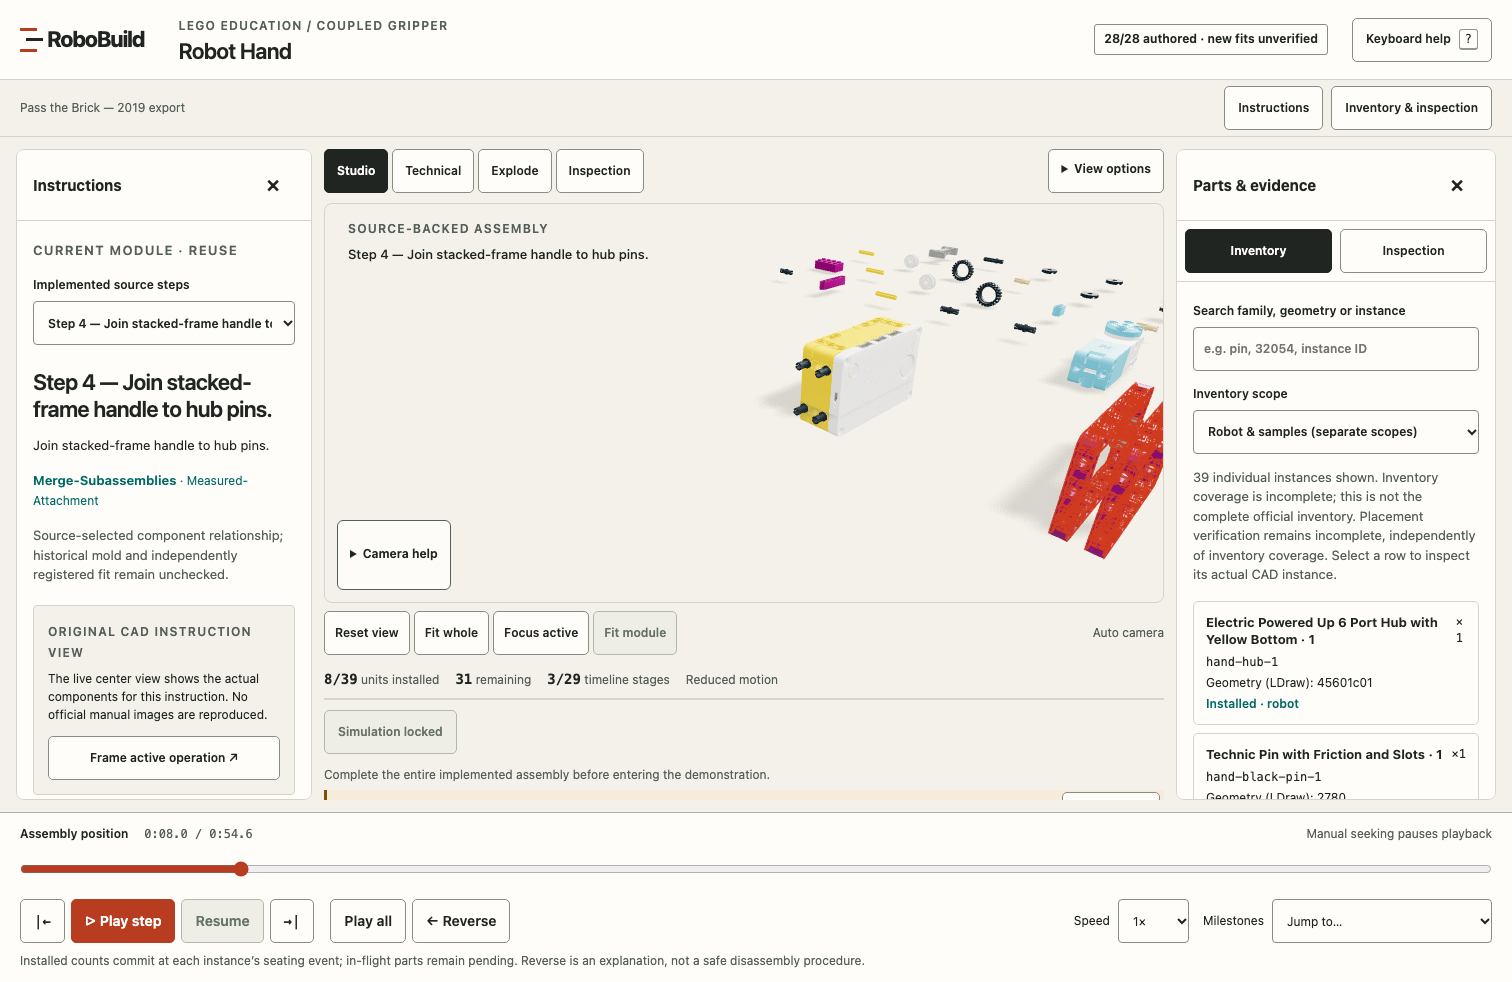 RoboBuild
LEGO EDUCATION / COUPLED GRIPPER
Robot Hand
28/28 authored · new fits unverified
Keyboard help ?
Pass the Brick — 2019 export
Instructions
Inventory & inspection
Instructions
CURRENT MODULE · REUSE
Implemented source steps
Step 4 — Join stacked-frame handle to
Step 4 — Join stacked-
frame handle to hub pins.
Join stacked-frame handle to hub pins.
Merge-Subassemblies · Measured-
Attachment
Source-selected component relationship;
historical mold and independently
registered fit remain unchecked.
ORIGINAL CAD INSTRUCTION
VIEW
The live center view shows the actual
components for this instruction. No
official manual images are reproduced.
Frame active operation ↗
Studio
Technical
Explode
Inspection
View options
SOURCE-BACKED ASSEMBLY
Step 4 — Join stacked-frame handle to hub pins.
Camera help
Reset view
Fit whole
Focus active
Fit module
Auto camera
8/39 units installed
31 remaining
3/29 timeline stages
Reduced motion
Simulation locked
Complete the entire implemented assembly before entering the demonstration.
Parts & evidence
Inventory
Inspection
Search family, geometry or instance
e.g. pin, 32054, instance ID
Inventory scope
Robot & samples (separate scopes)
39 individual instances shown. Inventory
coverage is incomplete; this is not the
complete official inventory. Placement
verification remains incomplete, independently
of inventory coverage. Select a row to inspect
its actual CAD instance.
Electric Powered Up 6 Port Hub with
Yellow Bottom · 1
×
1
hand-hub-1
Geometry (LDraw): 45601c01
Installed · robot
Technic Pin with Friction and Slots · 1
×1
hand-black-pin-1
Geometry (LDraw): 2780
Assembly position
0:08.0 / 0:54.6
Manual seeking pauses playback
|←
Play step
Resume
→|
Play all
← Reverse
Speed
1×
Milestones
Jump to…
Installed counts commit at each instance's seating event; in-flight parts remain pending. Reverse is an explanation, not a safe disassembly procedure.